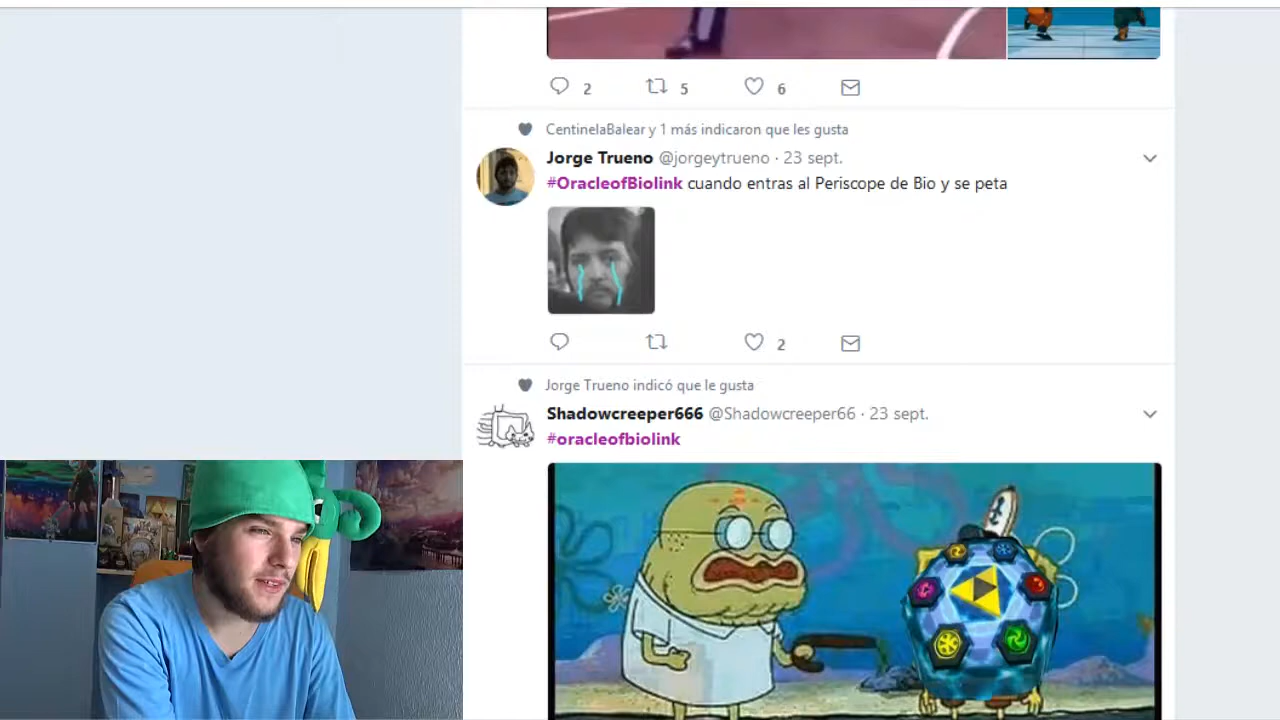 2 5 6
CentinelaBalear y 1 más indicaron que les gusta
Jorge Trueno @jorgeytrueno · 23 sept.
#OracleofBiolink cuando entras al Periscope de Bio y se peta
2
Jorge Trueno indicó que le gusta
Shadowcreeper666 @Shadowcreeper66 · 23 sept.
#oracleofbiolink